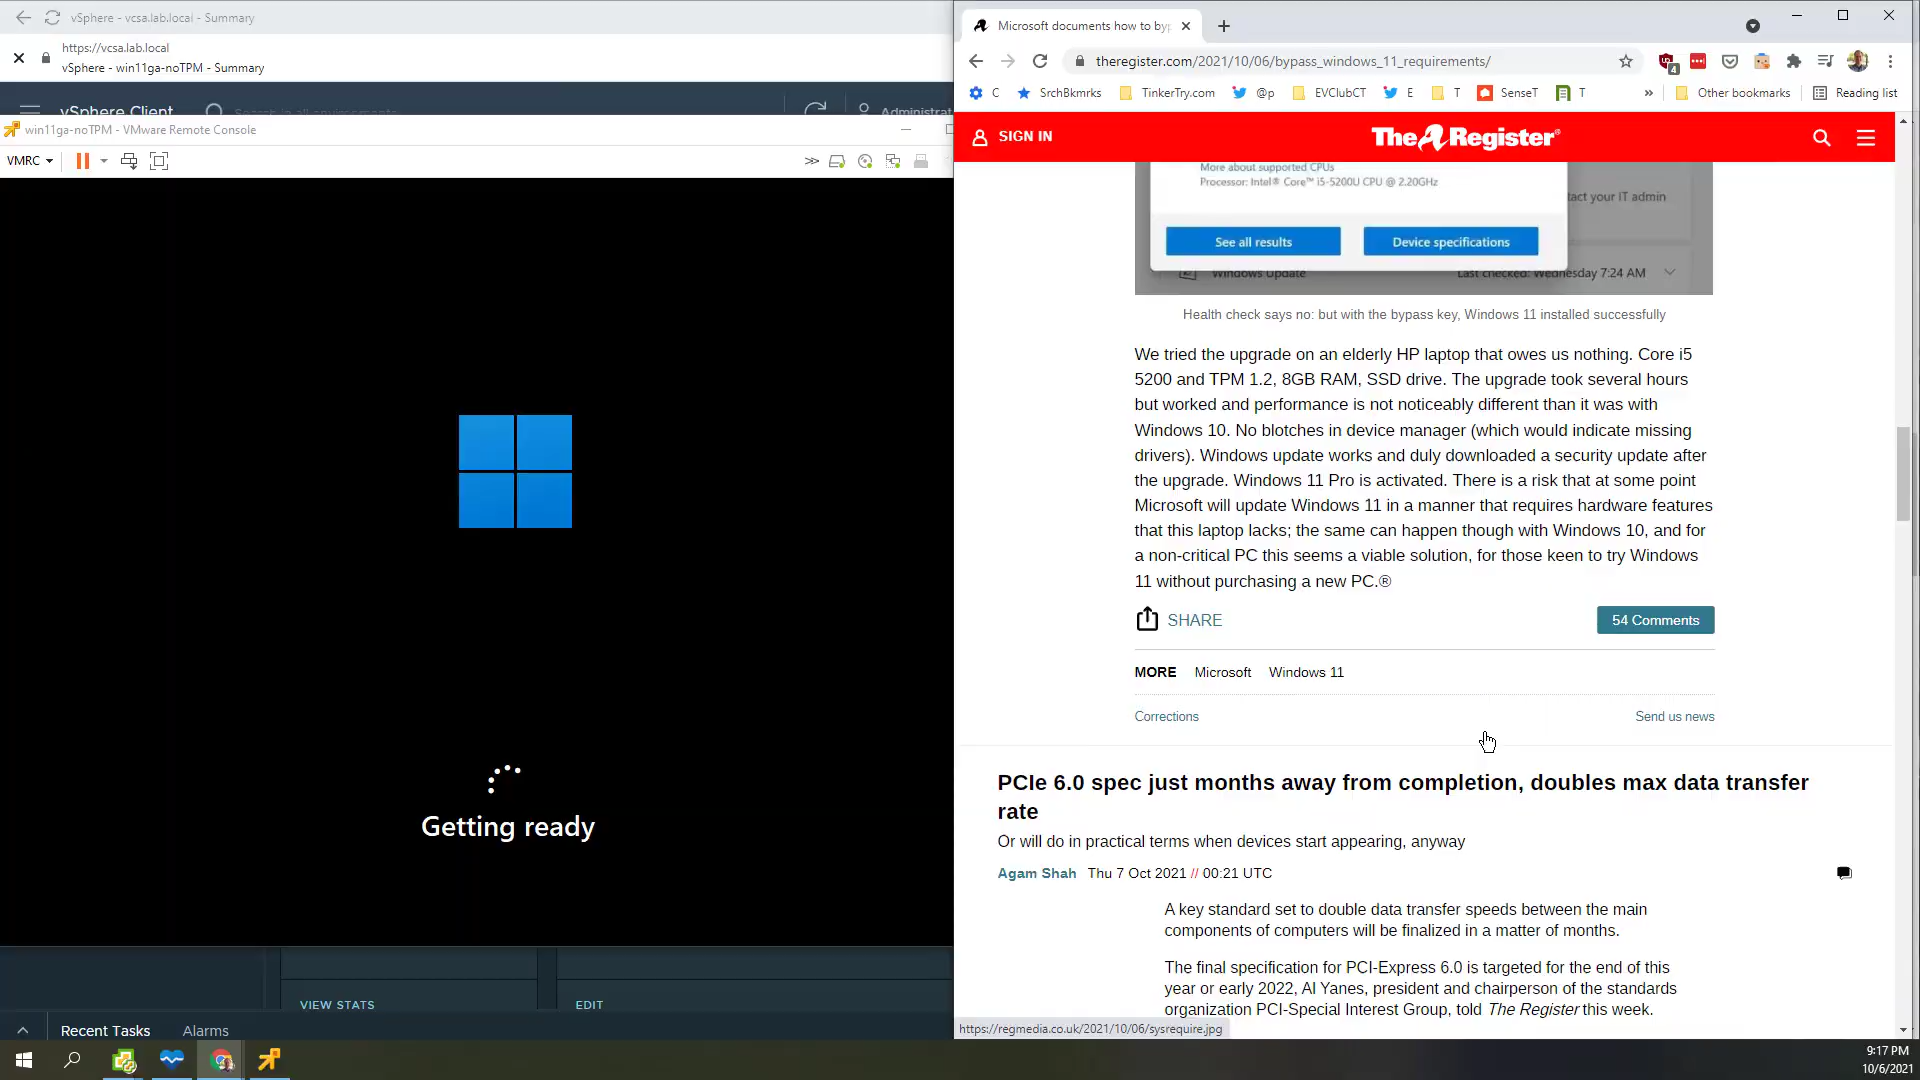 vSphere - vcsa.lab.local - Summary
https://vcsa.lab.local
vSphere - win11ga-noTPM - Summary
vSphere Client
Search in all environments
Administrat
win11ga-noTPM - VMware Remote Console
VMRC
Getting ready
VIEW STATS
EDIT
Recent Tasks
Alarms
Microsoft documents how to byp
theregister.com/2021/10/06/bypass_windows_11_requirements/
4
C
SrchBkmrks
TinkerTry.com
@p
EVClubCT
E
T
SenseT
T
»
Other bookmarks
Reading list
SIGN IN
The Register®
More about supported CPUs
Processor: Intel® Core™ i5-5200U CPU @ 2.20GHz
tact your IT admin
See all results
Device specifications
Windows Update
Last checked: Wednesday 7:24 AM
Health check says no: but with the bypass key, Windows 11 installed successfully
We tried the upgrade on an elderly HP laptop that owes us nothing. Core i5
5200 and TPM 1.2, 8GB RAM, SSD drive. The upgrade took several hours
but worked and performance is not noticeably different than it was with
Windows 10. No blotches in device manager (which would indicate missing
drivers). Windows update works and duly downloaded a security update after
the upgrade. Windows 11 Pro is activated. There is a risk that at some point
Microsoft will update Windows 11 in a manner that requires hardware features
that this laptop lacks; the same can happen though with Windows 10, and for
a non-critical PC this seems a viable solution, for those keen to try Windows
11 without purchasing a new PC.®
SHARE
54 Comments
MORE Microsoft Windows 11
Corrections
Send us news
PCIe 6.0 spec just months away from completion, doubles max data transfer
rate
Or will do in practical terms when devices start appearing, anyway
Agam Shah Thu 7 Oct 2021 // 00:21 UTC
A key standard set to double data transfer speeds between the main
components of computers will be finalized in a matter of months.
The final specification for PCI-Express 6.0 is targeted for the end of this
year or early 2022, Al Yanes, president and chairperson of the standards
organization PCI-Special Interest Group, told The Register this week.
https://regmedia.co.uk/2021/10/06/sysrequire.jpg
9:17 PM
10/6/2021